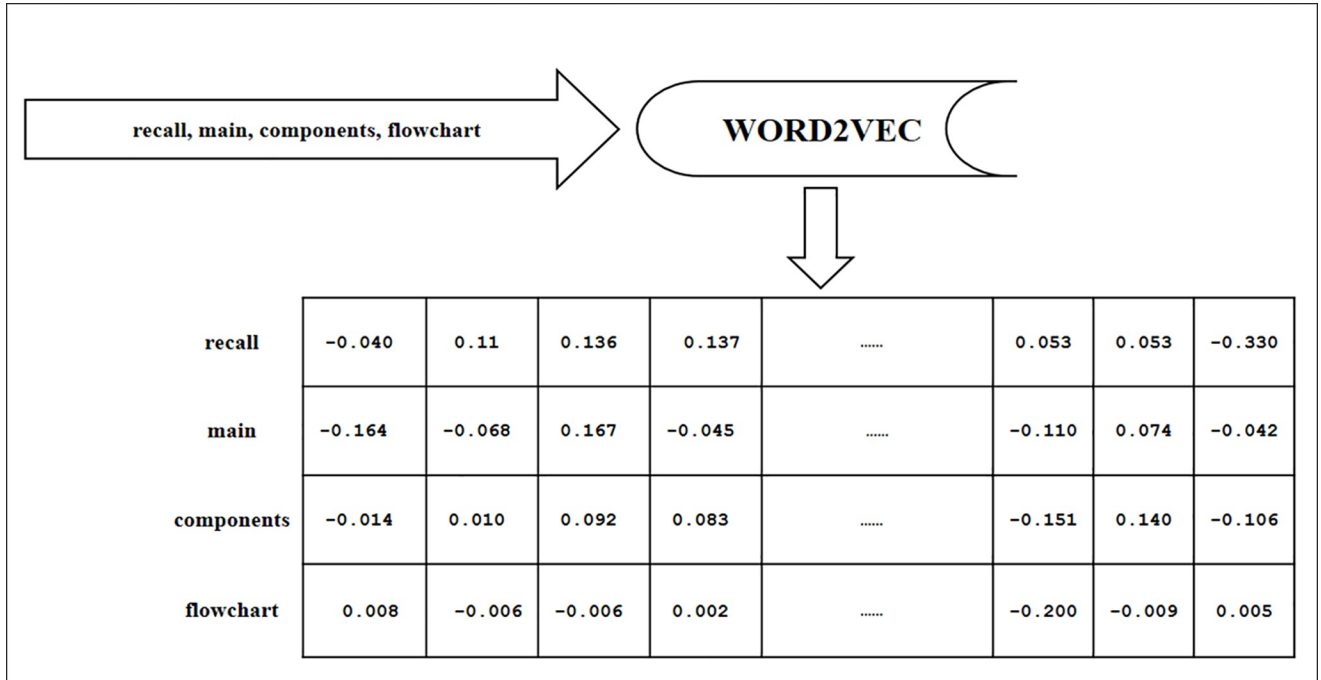 recall, main, components, flowchart
WORD2VEC
recall -0.040 0.11 0.136 0.137 ...... 0.053 0.053 -0.330
main -0.164 -0.068 0.167 -0.045 ...... -0.110 0.074 -0.042
components -0.014 0.010 0.092 0.083 ...... -0.151 0.140 -0.106
flowchart 0.008 -0.006 -0.006 0.002 ...... -0.200 -0.009 0.005